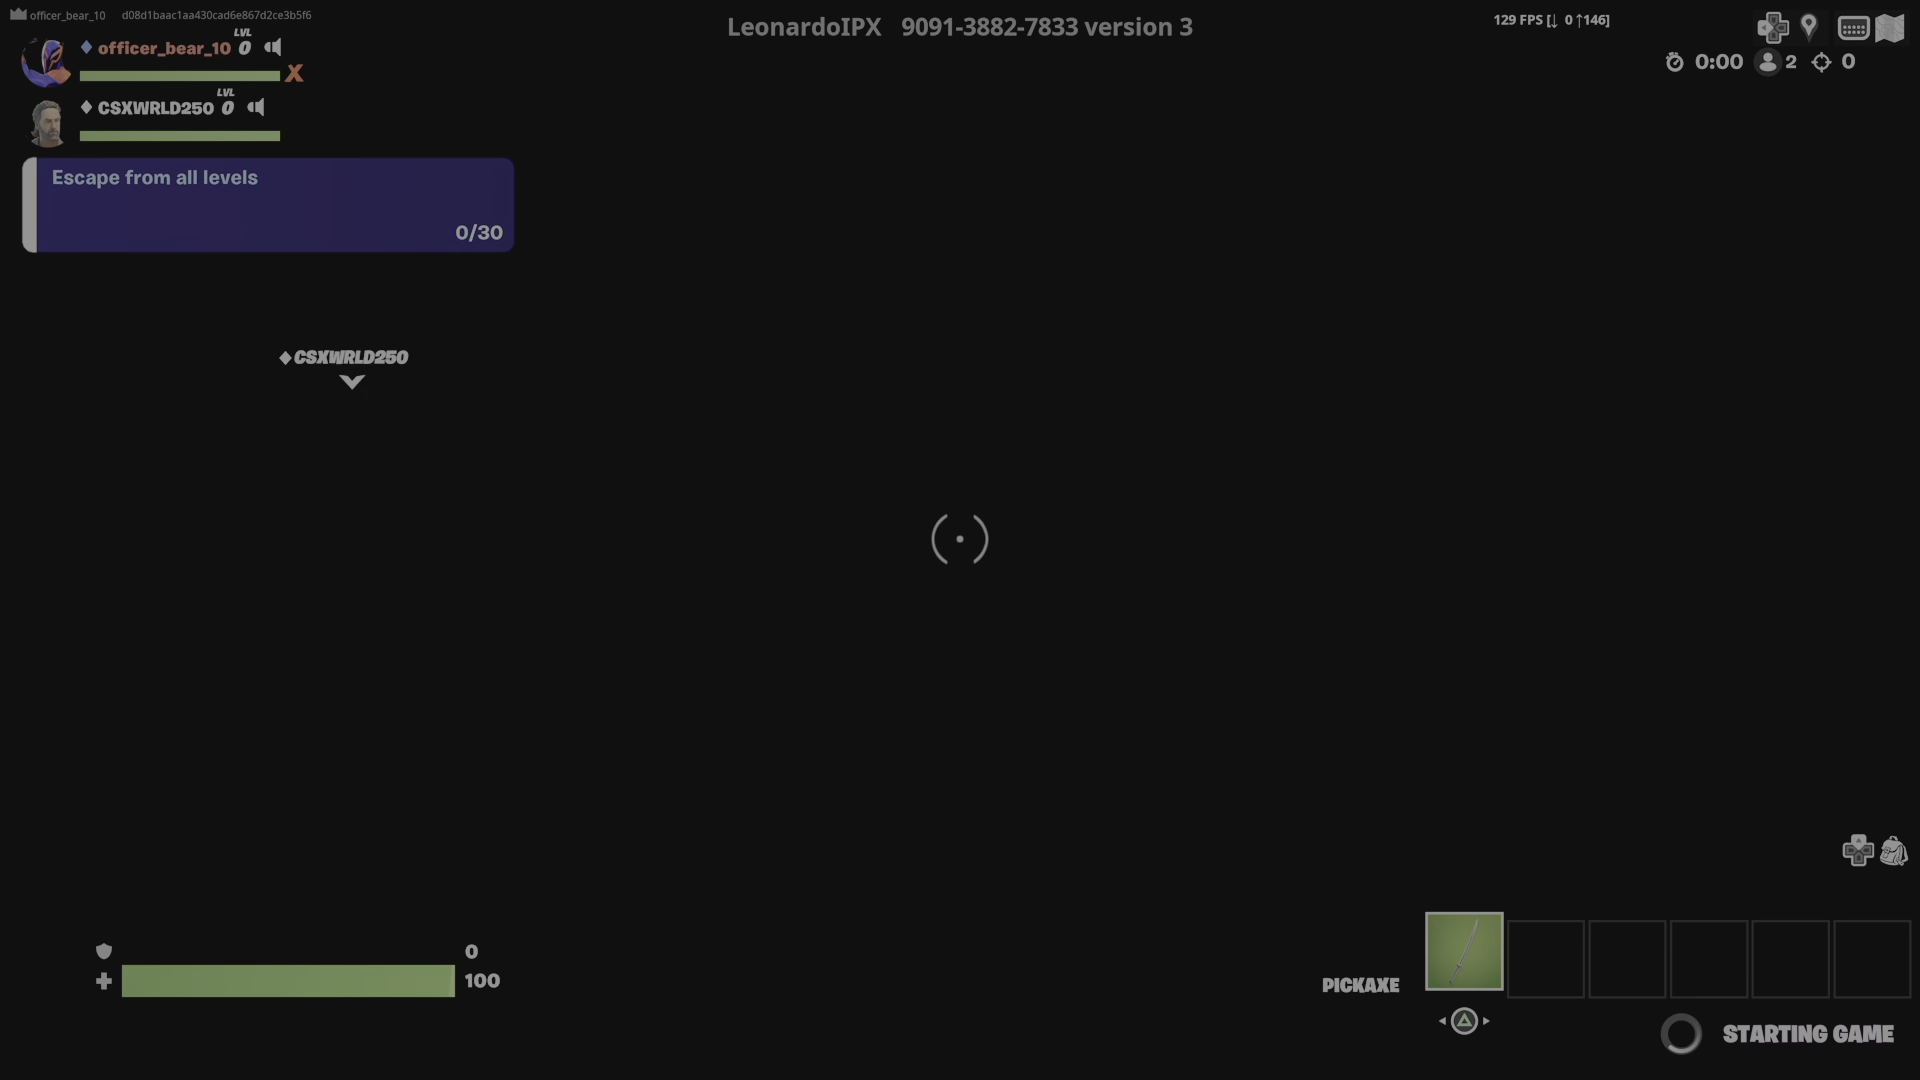 officer_bear_10 d08d1baac1aa430cad6e867d2ce3b5f6
LeonardoIPX 9091-3882-7833 version 3
129 FPS [↓ 0 ↑146]
LVL
officer_bear_10 0
X
0:00 2 0
LVL
CSXWRLD250 0
Escape from all levels
0/30
CSXWRLD250
0
100
PICKAXE
STARTING GAME